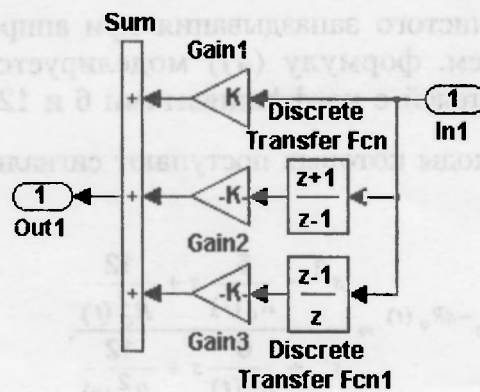 Sum
Gain1
-K-
1
In1
Discrete
Transfer Fcn
z+1
z-1
-K-
Gain2
1
Out1
+
+
+
z-1
z
-K-
Gain3
Discrete
Transfer Fcn1